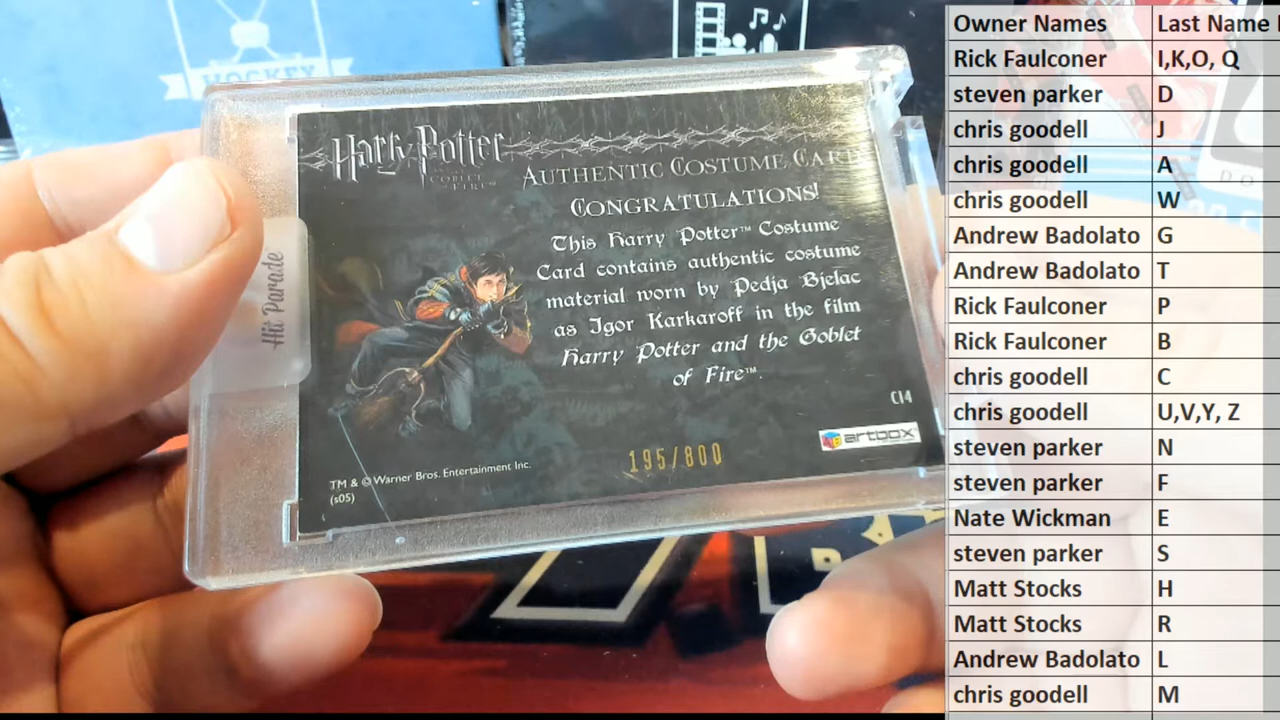 HOCKEY
Harry Potter
AND THE
GOBLET
OF FIRE™
AUTHENTIC COSTUME CARD
CONGRATULATIONS!
This Harry Potter™ Costume
Card contains authentic costume
material worn by Pedja Bjelac
as Igor Karkaroff in the film
Harry Potter and the Goblet
of Fire™.
C14
artbox
195/800
TM & © Warner Bros. Entertainment Inc.
(s05)
Hit Parade
Owner Names Last Name
Rick Faulconer I,K,O, Q
steven parker D
chris goodell J
chris goodell A
chris goodell W
Andrew Badolato G
Andrew Badolato T
Rick Faulconer P
Rick Faulconer B
chris goodell C
chris goodell U,V,Y, Z
steven parker N
steven parker F
Nate Wickman E
steven parker S
Matt Stocks H
Matt Stocks R
Andrew Badolato L
chris goodell M